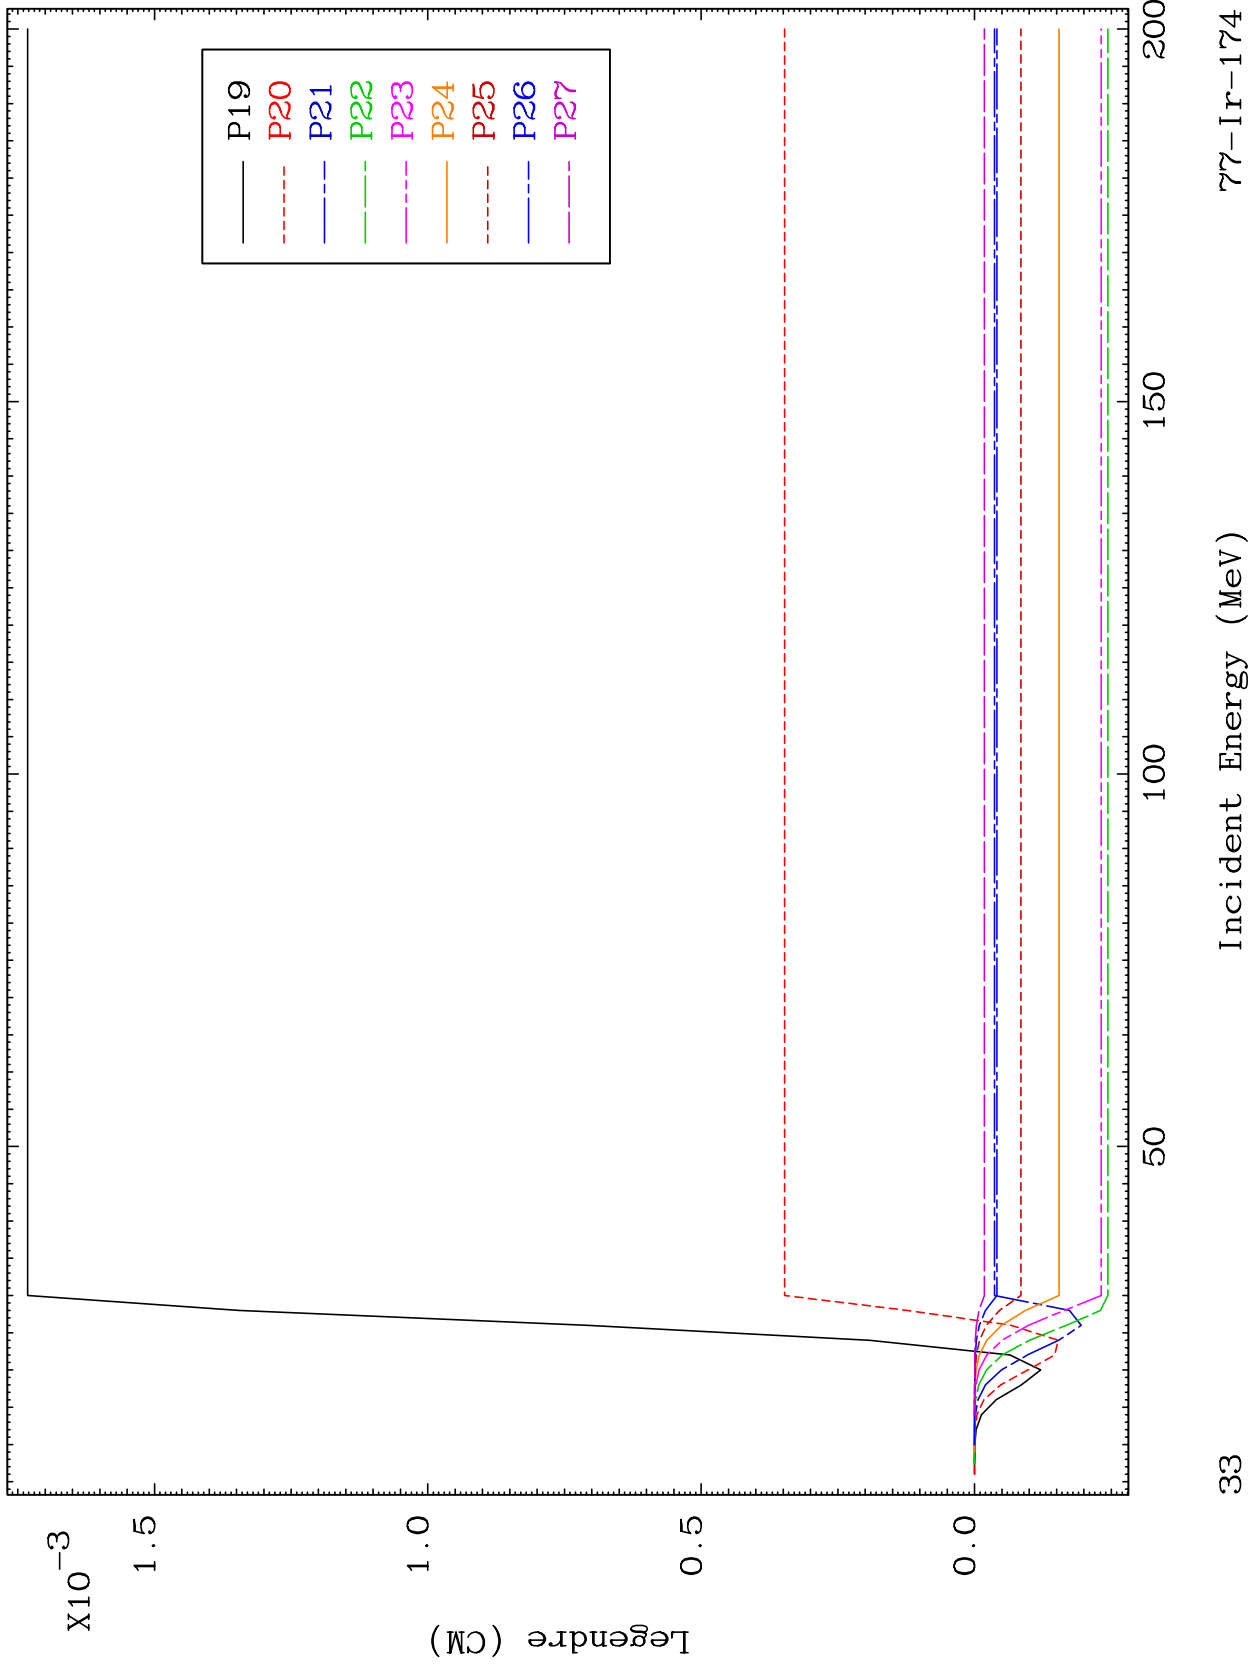 X10
-3
1.5
1.0
0.5
0.0
Legendre (CM)
P19
P20
P21
P22
P23
P24
P25
P26
P27
50
100
150
200
33
Incident Energy (MeV)
77-Ir-174